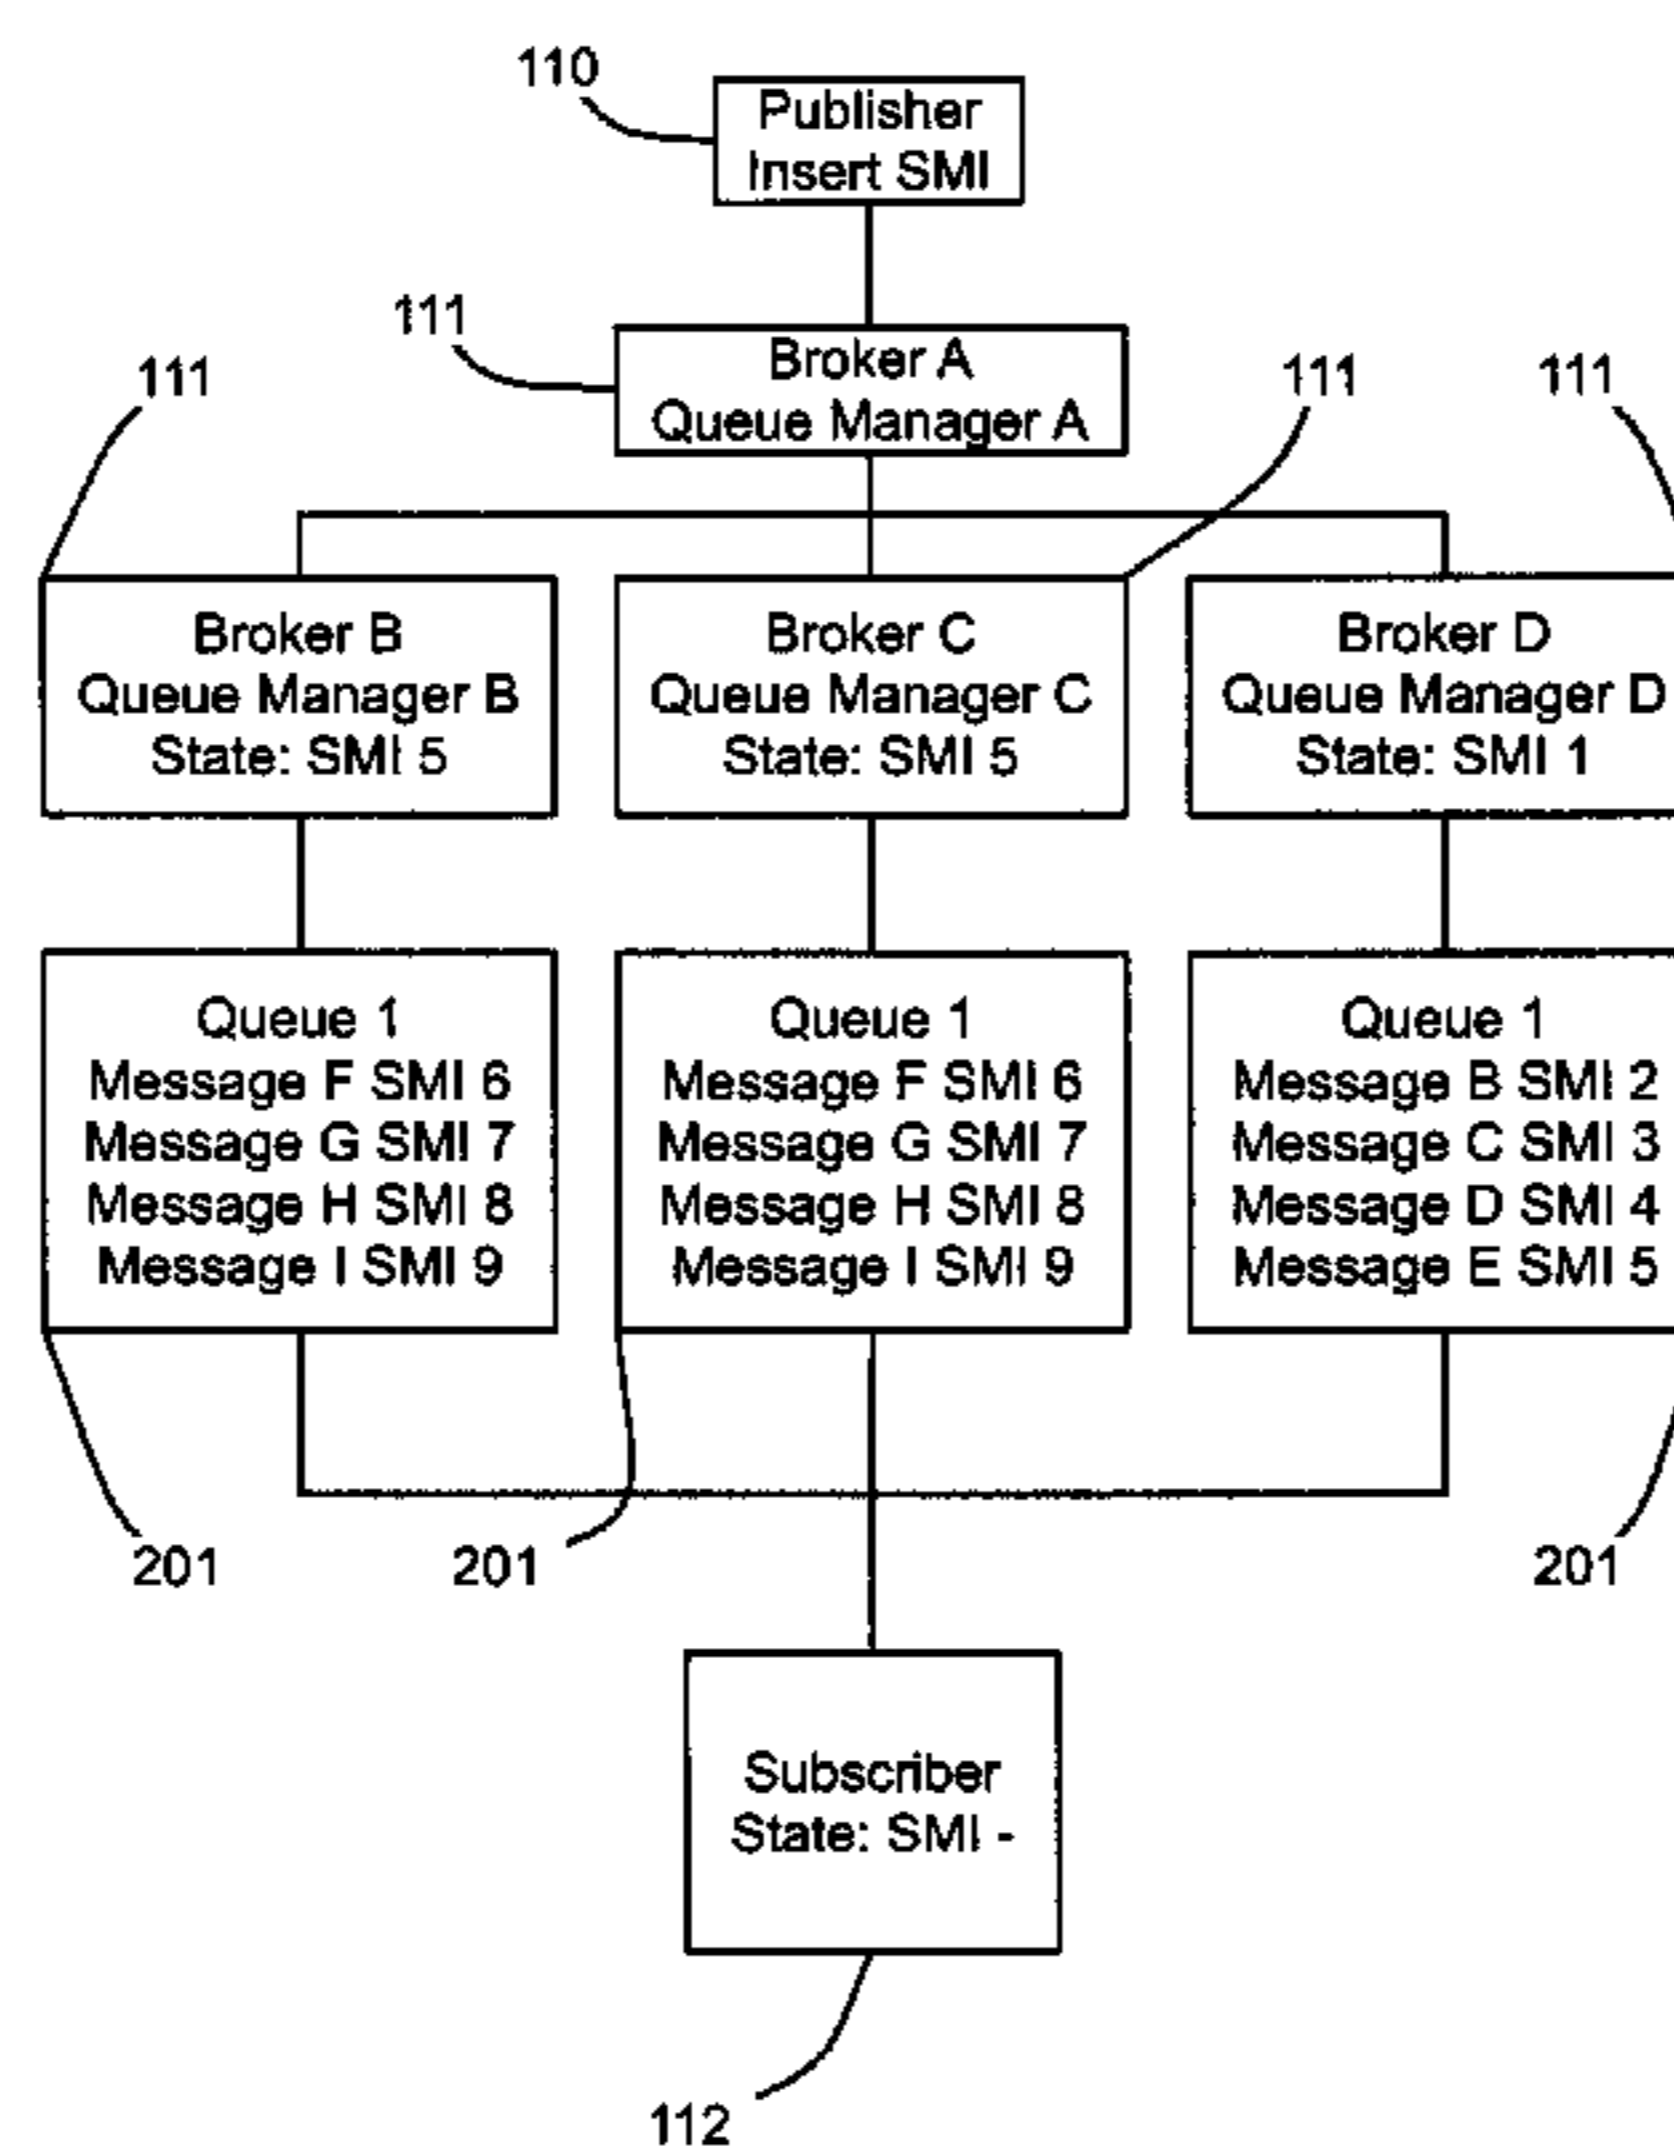 110
Publisher
Insert SMI
111
Broker A
Queue Manager A
111
111
111
Broker B
Queue Manager B
State: SMI 5
Broker C
Queue Manager C
State: SMI 5
Broker D
Queue Manager D
State: SMI 1
Queue 1
Message F SMI 6
Message G SMI 7
Message H SMI 8
Message I SMI 9
Queue 1
Message F SMI 6
Message G SMI 7
Message H SMI 8
Message I SMI 9
Queue 1
Message B SMI 2
Message C SMI 3
Message D SMI 4
Message E SMI 5
201
201
201
Subscriber
State: SMI -
112